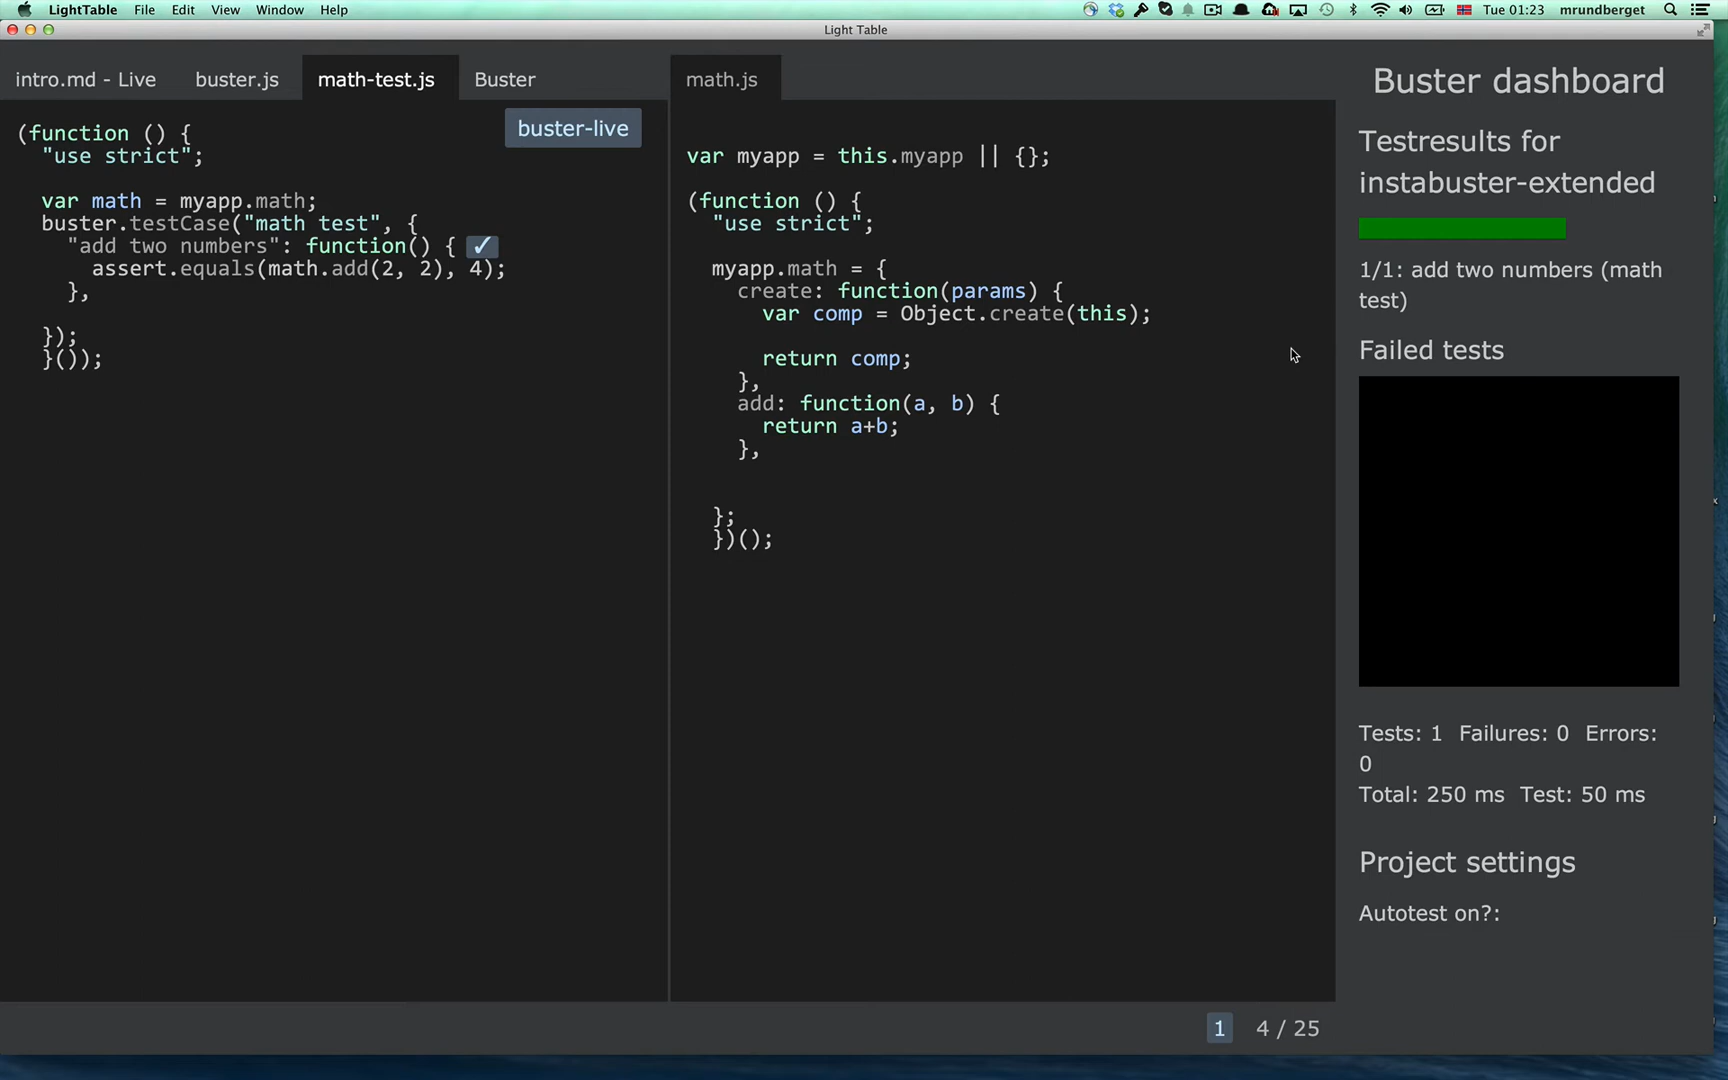 LightTable File Edit View Window Help Tue 01:23 mrundberget
Light Table
intro.md - Live buster.js math-test.js Buster
math.js
buster-live
(function () {
"use strict";
var math = myapp.math;
buster.testCase("math test", {
"add two numbers": function() { ✓
assert.equals(math.add(2, 2), 4);
},
});
}());
var myapp = this.myapp || {};
(function () {
"use strict";
myapp.math = {
create: function(params) {
var comp = Object.create(this);
return comp;
},
add: function(a, b) {
return a+b;
},
};
})();
Buster dashboard
Testresults for
instabuster-extended
1/1: add two numbers (math
test)
Failed tests
Tests: 1 Failures: 0 Errors:
0
Total: 250 ms Test: 50 ms
Project settings
Autotest on?:
1 4 / 25